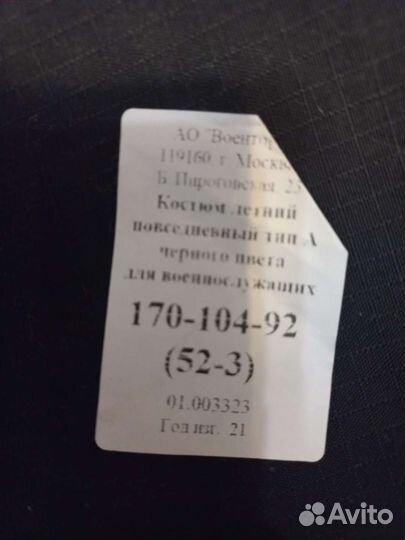 АО "Военторг
119160, г. Москва
Б.Пироговская, 23
Костюм летний
повседневный тип А
черного цвета
для военнослужащих
170-104-92
(52-3)
01.003323
Год изг. 21
Avito